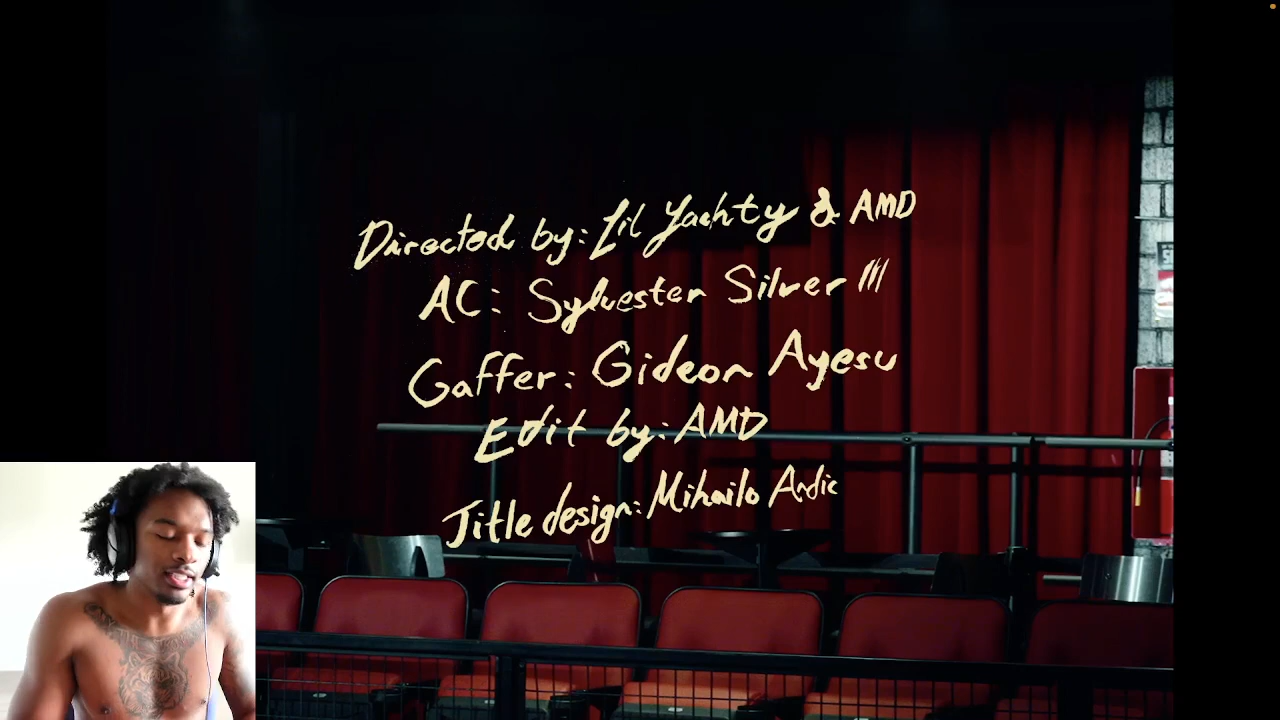 Directed by: Lil Yachty & AMD
AC: Sylvester Silver III
Gaffer: Gideon Ayesu
Edit by: AMD
Title design: Mihailo Andic